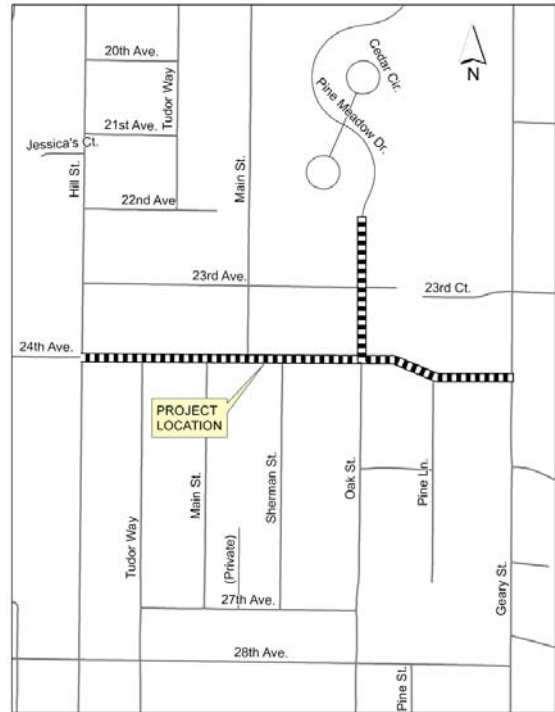 20th Ave.
Tudor Way
Cedar Cir.
N
21st Ave.
Pine Meadow Dr.
Jessica's Ct.
Hill St.
Main St.
22nd Ave
23rd Ave.
23rd Ct.
24th Ave.
PROJECT
LOCATION
Tudor Way
Main St.
(Private)
Sherman St.
Oak St.
Pine Ln.
Geary St.
27th Ave.
28th Ave.
Pine St.